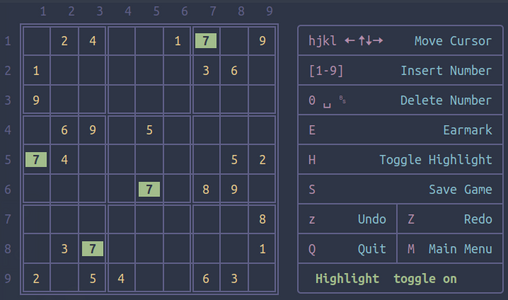 1 2 3 4 5 6 7 8 9
1 2 4 1 7 9
2 1 3 6
3 9
4 6 9 5
5 7 4 5 2
6 7 8 9
7 8
8 3 7 1
9 2 5 4 6 3
hjkl ←↑↓→ Move Cursor
[1-9] Insert Number
0 ␣ Delete Number
E Earmark
H Toggle Highlight
S Save Game
z Undo Z Redo
Q Quit M Main Menu
Highlight toggle on